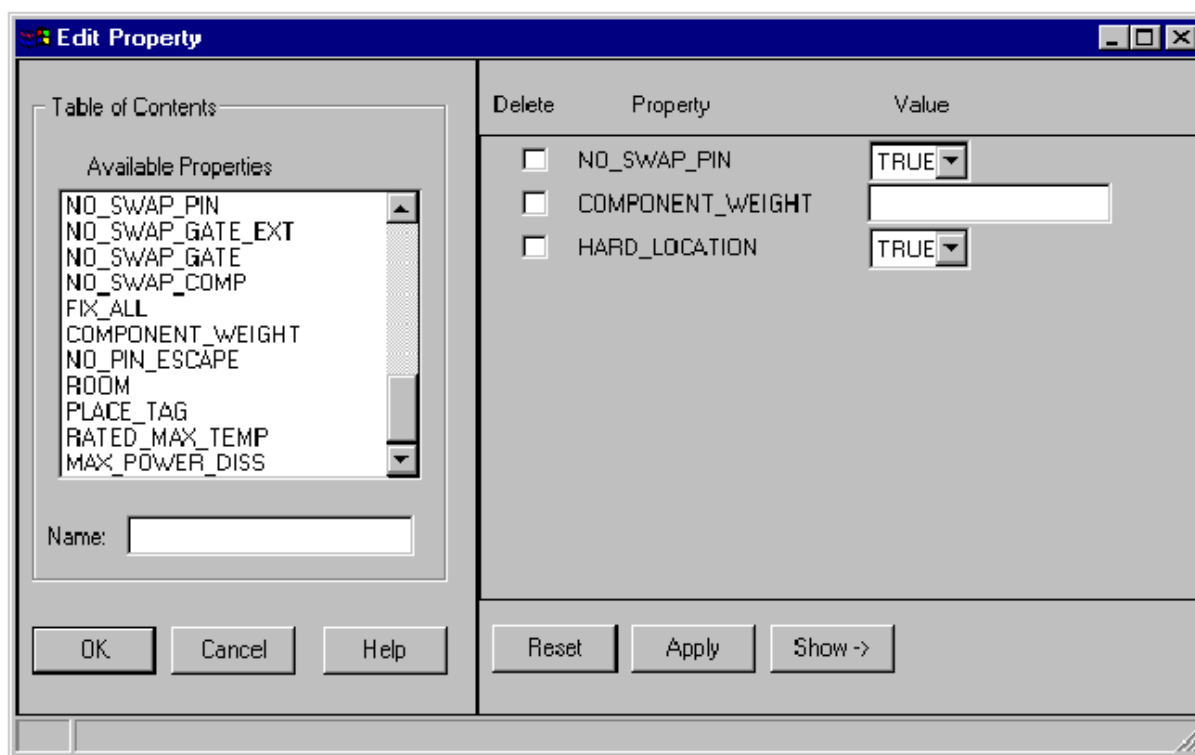 Edit Property
Table of Contents
Available Properties
NO_SWAP_PIN
NO_SWAP_GATE_EXT
NO_SWAP_GATE
NO_SWAP_COMP
FIX_ALL
COMPONENT_WEIGHT
NO_PIN_ESCAPE
ROOM
PLACE_TAG
RATED_MAX_TEMP
MAX_POWER_DISS
Name:
OK
Cancel
Help
Delete Property Value
NO_SWAP_PIN TRUE
COMPONENT_WEIGHT
HARD_LOCATION TRUE
Reset
Apply
Show ->